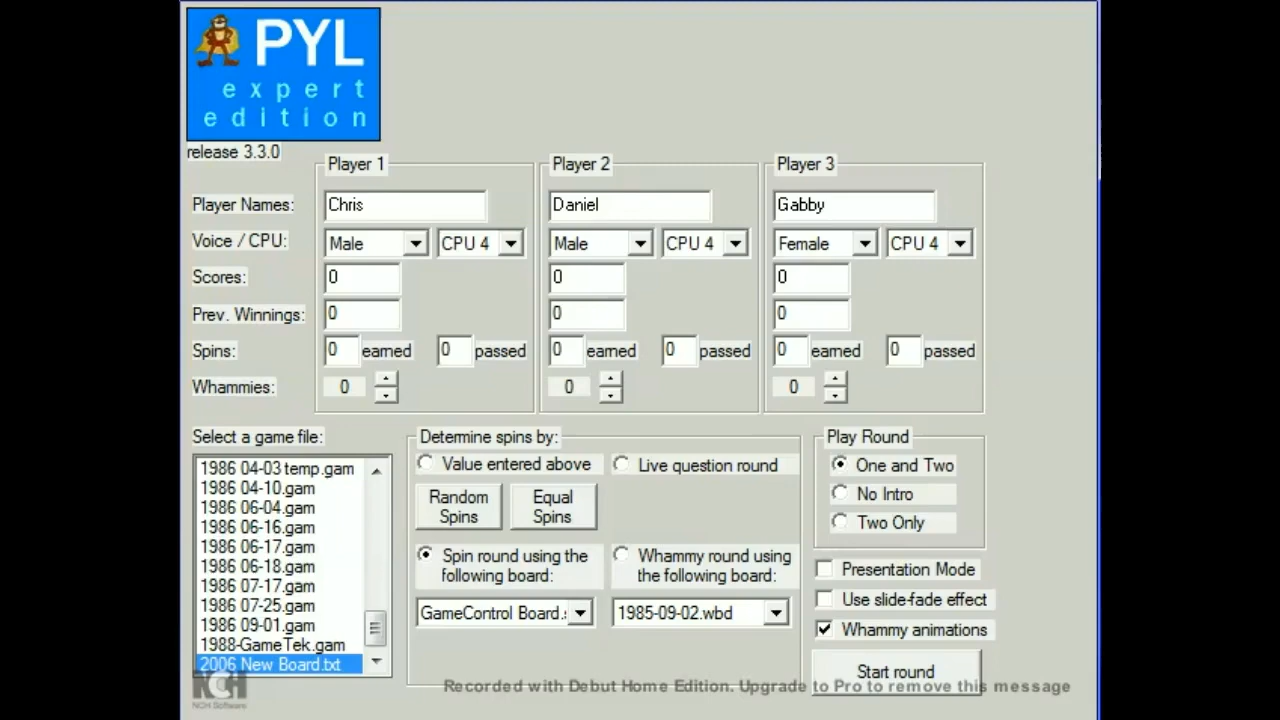 PYL
expert
edition
release 3.3.0
Player 1
Player 2
Player 3
Player Names:
Chris
Daniel
Gabby
Voice / CPU:
Male
CPU 4
Male
CPU 4
Female
CPU 4
Scores:
0
0
0
Prev. Winnings:
0
0
0
Spins:
0 earned
0 passed
0 earned
0 passed
0 earned
0 passed
Whammies:
0
0
0
Select a game file:
1986 04-03 temp.gam
1986 04-10.gam
1986 06-04.gam
1986 06-16.gam
1986 06-17.gam
1986 06-18.gam
1986 07-17.gam
1986 07-25.gam
1986 09-01.gam
1988-GameTek.gam
2006 New Board.txt
Determine spins by:
Value entered above
Live question round
Random
Spins
Equal
Spins
Spin round using the
following board:
Whammy round using
the following board:
GameControl Board.s
1985-09-02.wbd
Play Round
One and Two
No Intro
Two Only
Presentation Mode
Use slide-fade effect
Whammy animations
Start round
NCH
NCH Software
Recorded with Debut Home Edition. Upgrade to Pro to remove this message